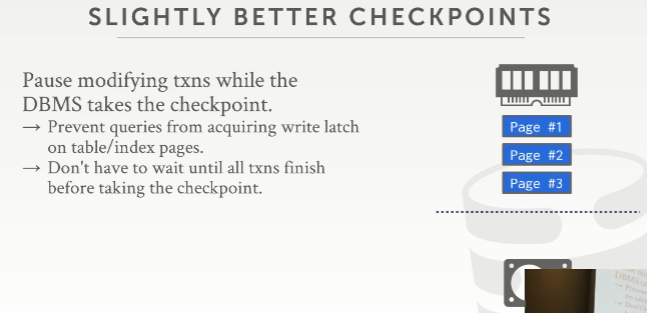 SLIGHTLY BETTER CHECKPOINTS
Pause modifying txns while the
DBMS takes the checkpoint.
→ Prevent queries from acquiring write latch
on table/index pages.
→ Don't have to wait until all txns finish
before taking the checkpoint.
Page #1
Page #2
Page #3